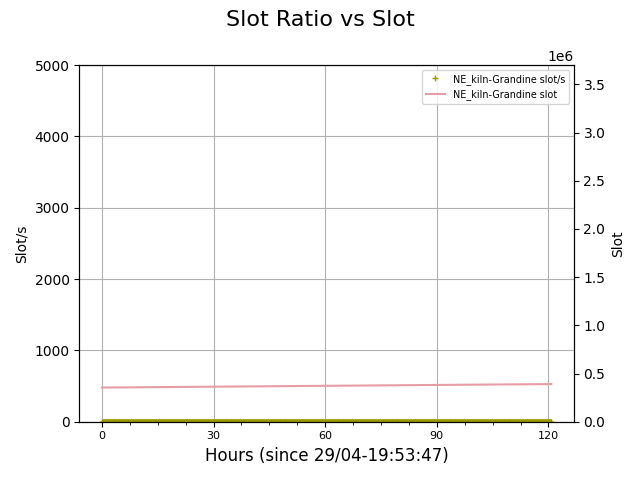 Slot Ratio vs Slot
1e6
NE_kiln-Grandine slot/s
NE_kiln-Grandine slot
5000
4000
3000
2000
1000
0
Slot/s
3.5
3.0
2.5
2.0
1.5
1.0
0.5
0.0
Slot
0 30 60 90 120
Hours (since 29/04-19:53:47)